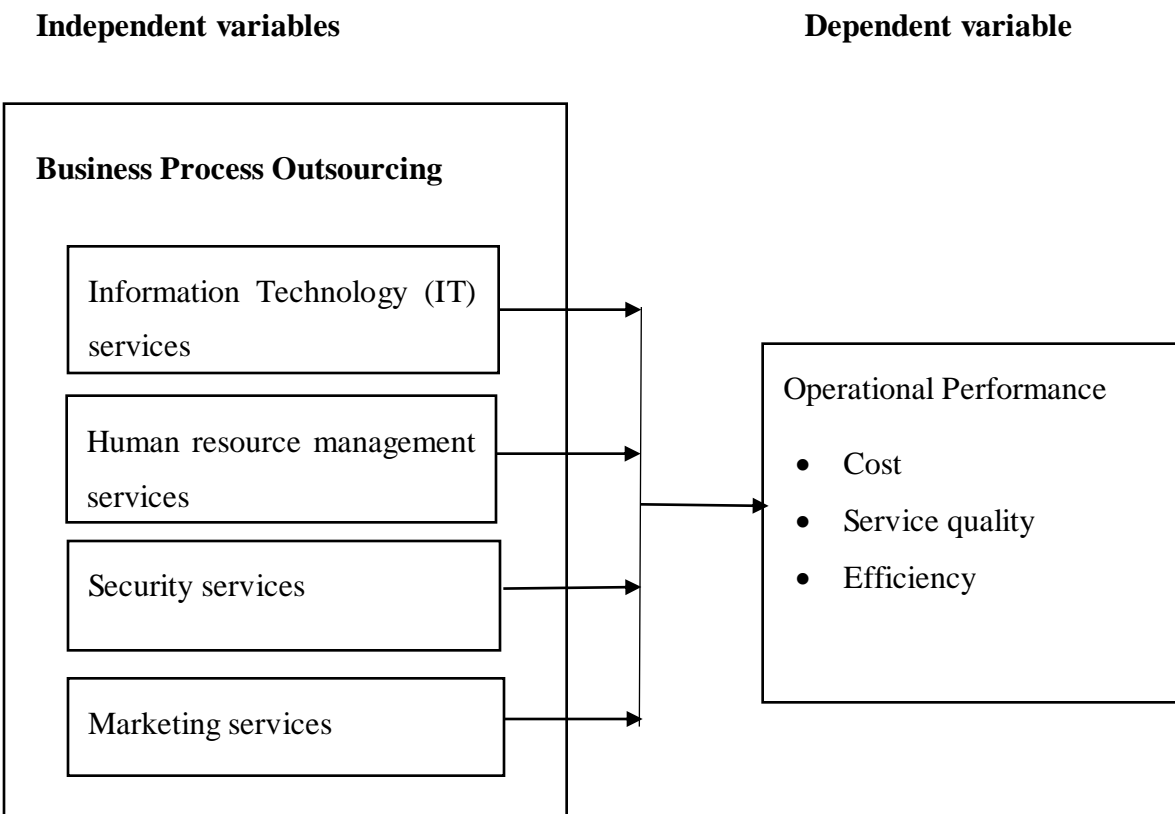 Independent variables
Dependent variable
Business Process Outsourcing
Information Technology (IT)
services
Human resource management
services
Security services
Marketing services
Operational Performance
• Cost
• Service quality
• Efficiency